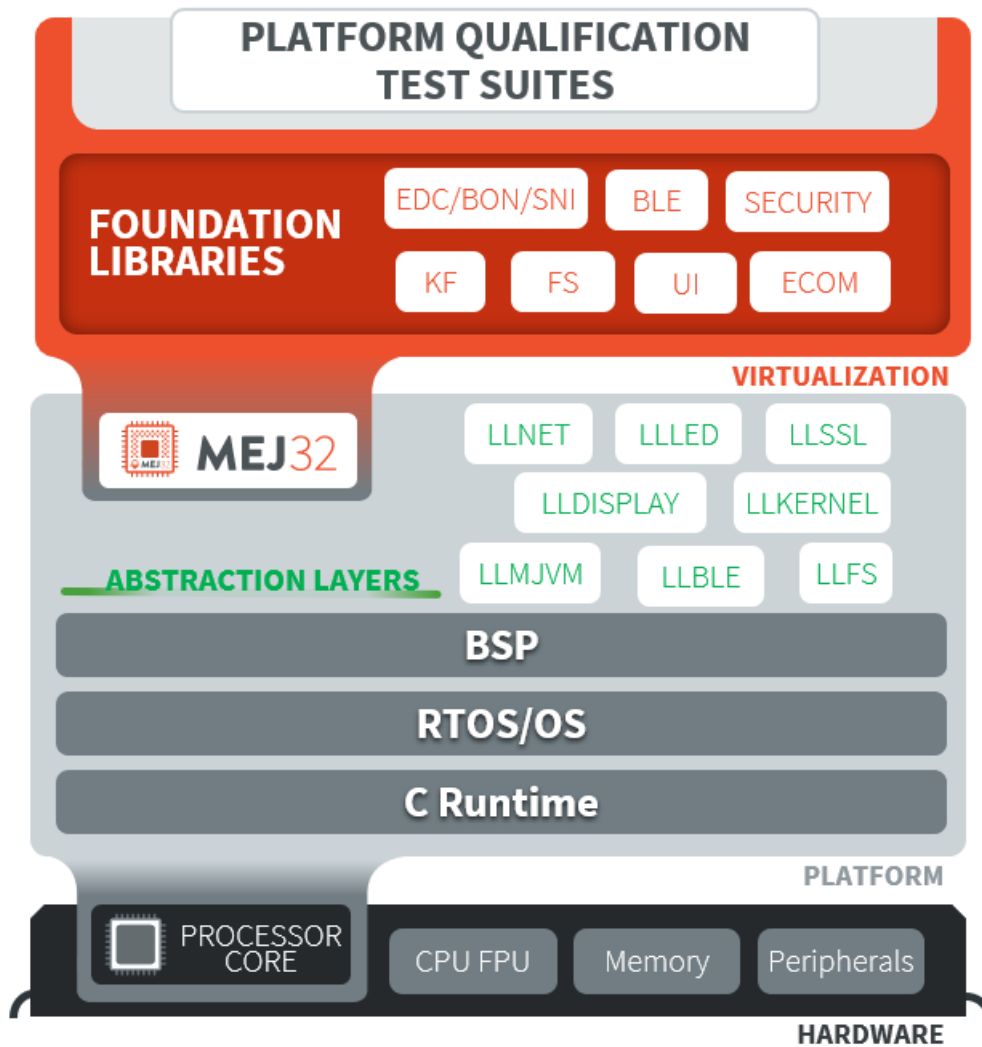 PLATFORM QUALIFICATION
TEST SUITES
FOUNDATION
LIBRARIES
EDC/BON/SNI
BLE
SECURITY
KF
FS
UI
ECOM
VIRTUALIZATION
MEJ32
MEJ32
LLNET
LLLED
LLSSL
LLDISPLAY
LLKERNEL
ABSTRACTION LAYERS
LLMJVM
LLBLE
LLFS
BSP
RTOS/OS
C Runtime
PLATFORM
PROCESSOR
CORE
CPU FPU
Memory
Peripherals
HARDWARE